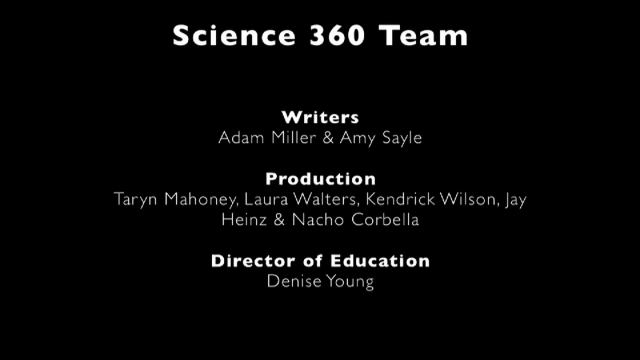 Science 360 Team
Writers
Adam Miller & Amy Sayle
Production
Taryn Mahoney, Laura Walters, Kendrick Wilson, Jay
Heinz & Nacho Corbella
Director of Education
Denise Young